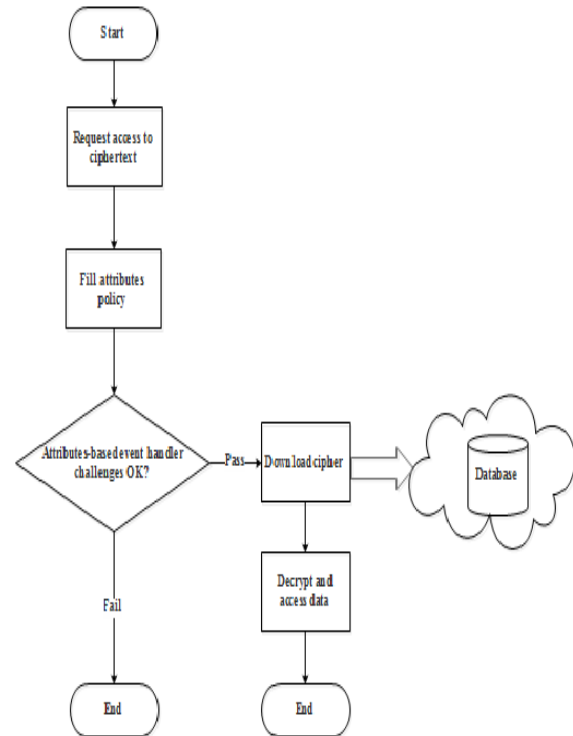 Start
Request access to
ciphertext
Fill attributes
policy
Attributes-based event handler
challenges OK?
Pass
Download cipher
Database
Decrypt and
access data
Fail
End
End